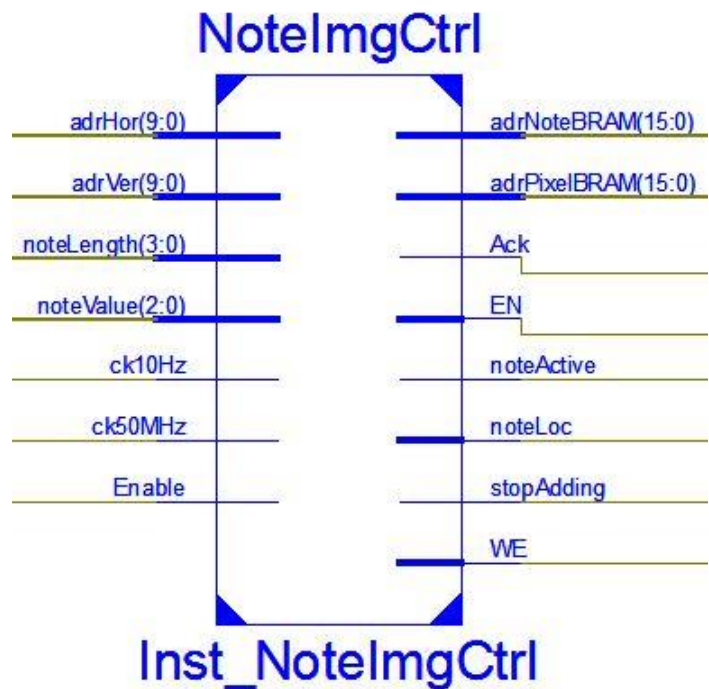 NoteImgCtrl
adrHor(9:0)
adrVer(9:0)
noteLength(3:0)
noteValue(2:0)
ck10Hz
ck50MHz
Enable
adrNoteBRAM(15:0)
adrPixelBRAM(15:0)
Ack
EN
noteActive
noteLoc
stopAdding
WE
Inst_NoteImgCtrl